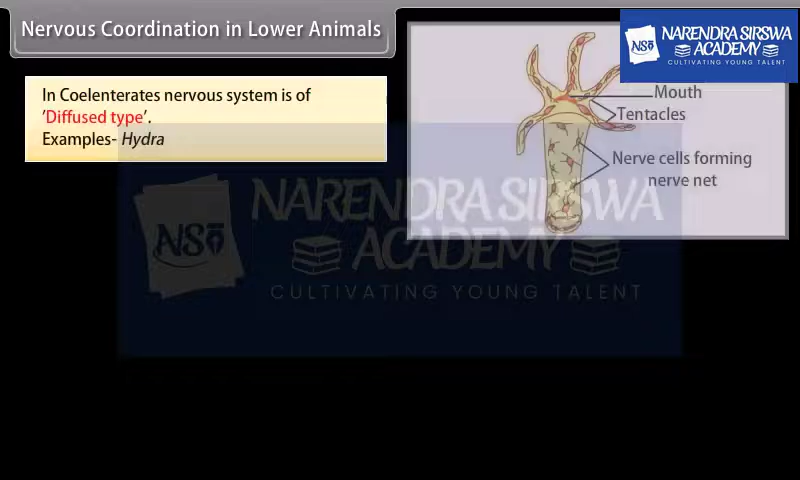 Nervous Coordination in Lower Animals
NARENDRA SIRSWA
ACADEMY
CULTIVATING YOUNG TALENT
In Coelenterates nervous system is of
'Diffused type'.
Examples- Hydra
Mouth
Tentacles
Nerve cells forming
nerve net
NARENDRA SIRSWA
ACADEMY
CULTIVATING YOUNG TALENT